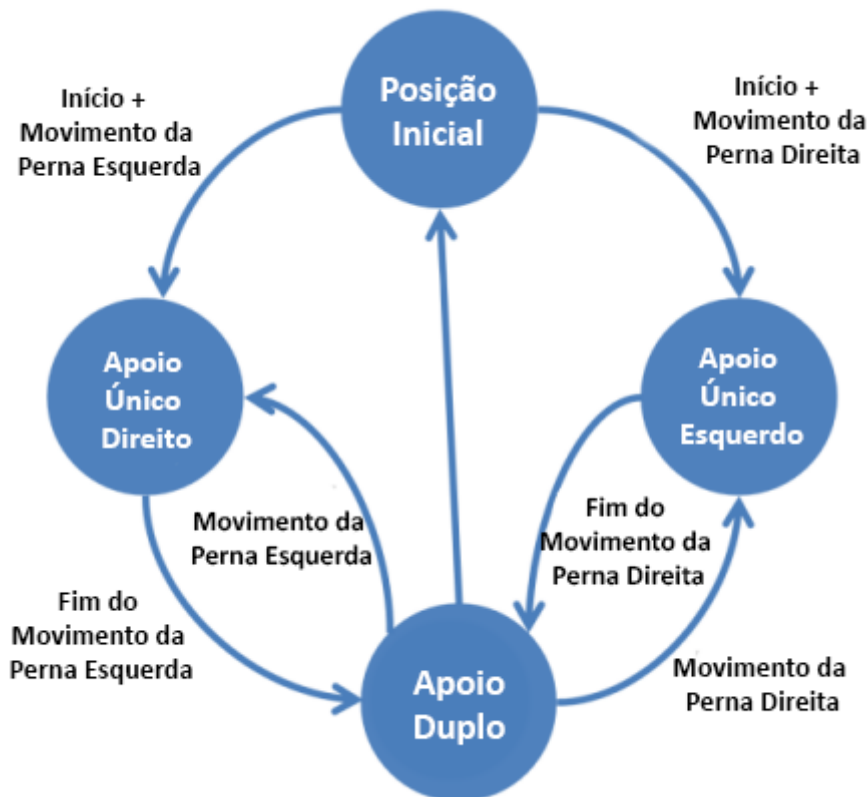 Posição
Inicial
Início +
Movimento da
Perna Esquerda
Início +
Movimento da
Perna Direita
Apoio
Único
Direito
Apoio
Único
Esquerdo
Movimento da
Perna Esquerda
Fim do
Movimento da
Perna Direita
Fim do
Movimento da
Perna Esquerda
Movimento da
Perna Direita
Apoio
Duplo